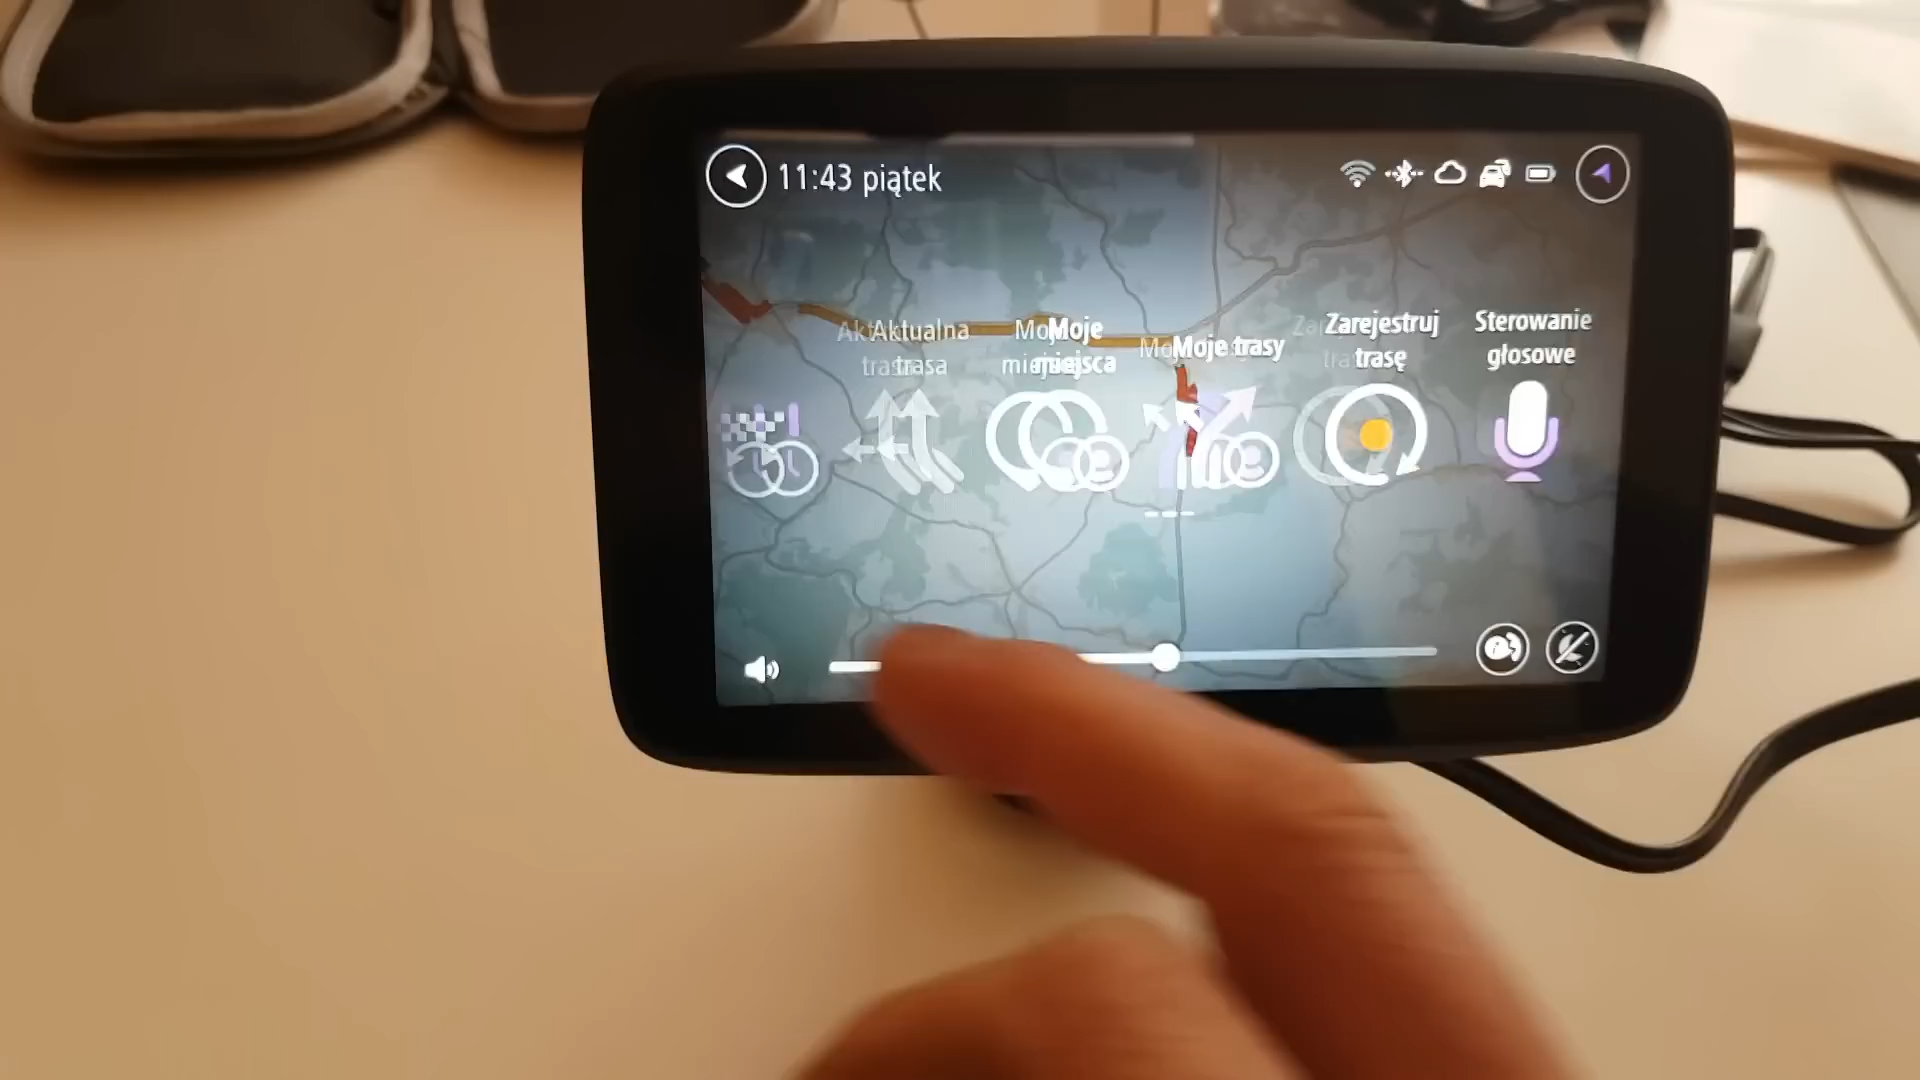 11:43 piątek
Aktualna
trasa
Moje
miejsca
Moje trasy
Zarejestruj
trasę
Sterowanie
głosowe